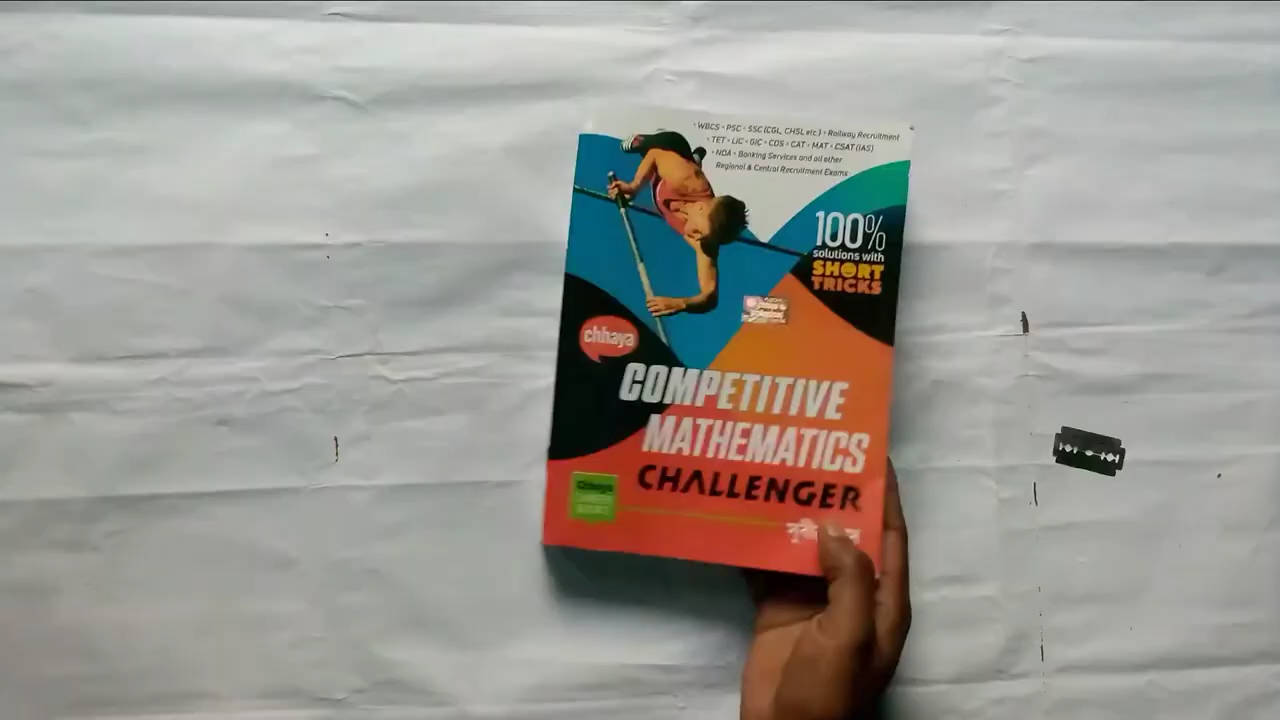 • WBCS • PSC • SSC (CGL, CHSL etc.) • Railway Recruitment
• TET • LIC • GIC • CDS • CAT • MAT • CSAT (IAS)
• NDA • Banking Services and all other
Regional & Central Recruitment Exams
100%
solutions with
SHORT
TRICKS
chhaya
COMPETITIVE
MATHEMATICS
CHALLENGER